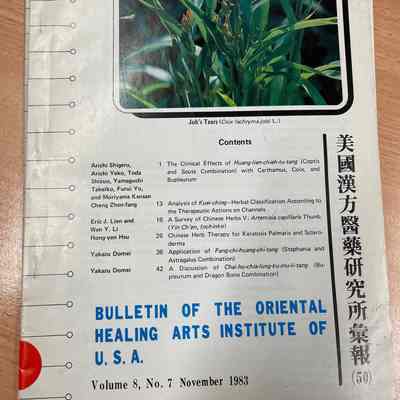 Job's Tears (Coix lachryma-jobi L.)
Contents
Arichi Shigeru, Arichi Yoko, Toda Shizuo, Yamaguchi Takeiko, Furui Yo, and Moriyama Kensan
1 The Clinical Effects of Huang-lien-chieh-tu-tang (Coptis
and Scute Combination) with Carthamus, Coix, and
Bupleurum
Cheng Zhon-fang
13 Analysis of Kuei-ching—Herbal Classification According to
the Therapeutic Actions on Channels
Eric J. Lien and
Wen Y. Li
16 A Survey of Chinese Herbs V.: Artemisia capillaris Thunb.
(Yin Ch'en, Inchinko)
Hong-yen Hsu
26 Chinese Herb Therapy for Keratosis Palmaris and Sclero-
derma
Yakazu Domei
36 Application of Fang-chi-huang-chi-tang (Stephania and
Astragalus Combination)
Yakazu Domei
42 A Discussion of Chai-hu-chia-lung-ku-mu-li-tang (Bu-
pleurum and Dragon Bone Combination)
美國漢方醫藥研究所彙報
(50)
BULLETIN OF THE ORIENTAL
HEALING ARTS INSTITUTE OF
U. S. A.
Volume 8, No. 7 November 1983